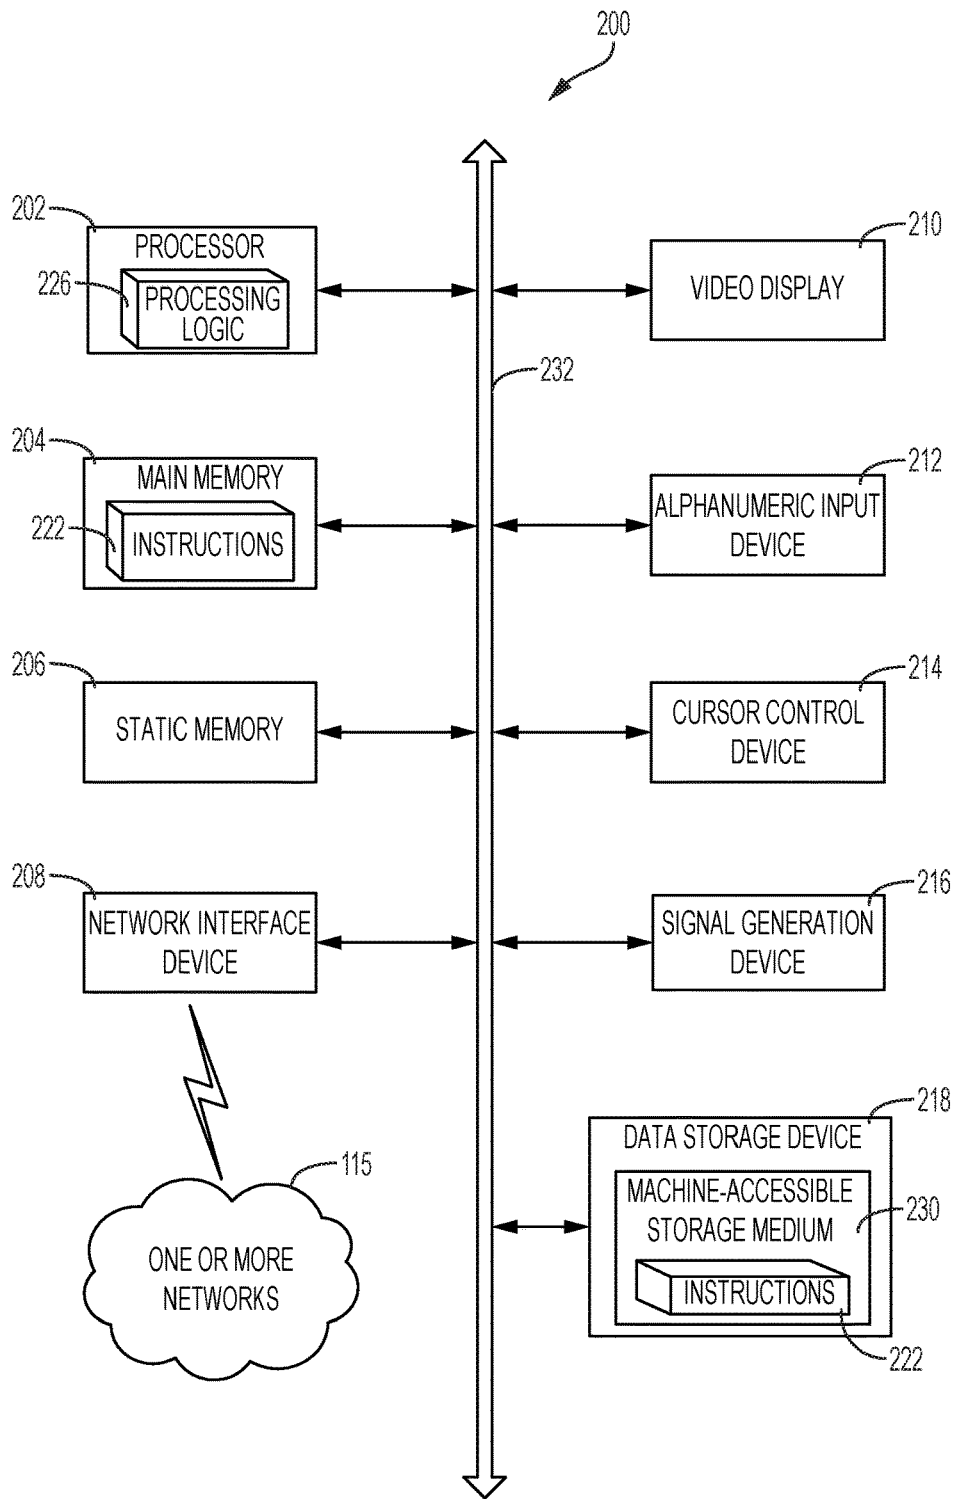 200
202
PROCESSOR
226
PROCESSING
LOGIC
210
VIDEO DISPLAY
232
204
MAIN MEMORY
222
INSTRUCTIONS
212
ALPHANUMERIC INPUT
DEVICE
206
STATIC MEMORY
214
CURSOR CONTROL
DEVICE
208
NETWORK INTERFACE
DEVICE
216
SIGNAL GENERATION
DEVICE
115
ONE OR MORE
NETWORKS
218
DATA STORAGE DEVICE
MACHINE-ACCESSIBLE
STORAGE MEDIUM
230
INSTRUCTIONS
222